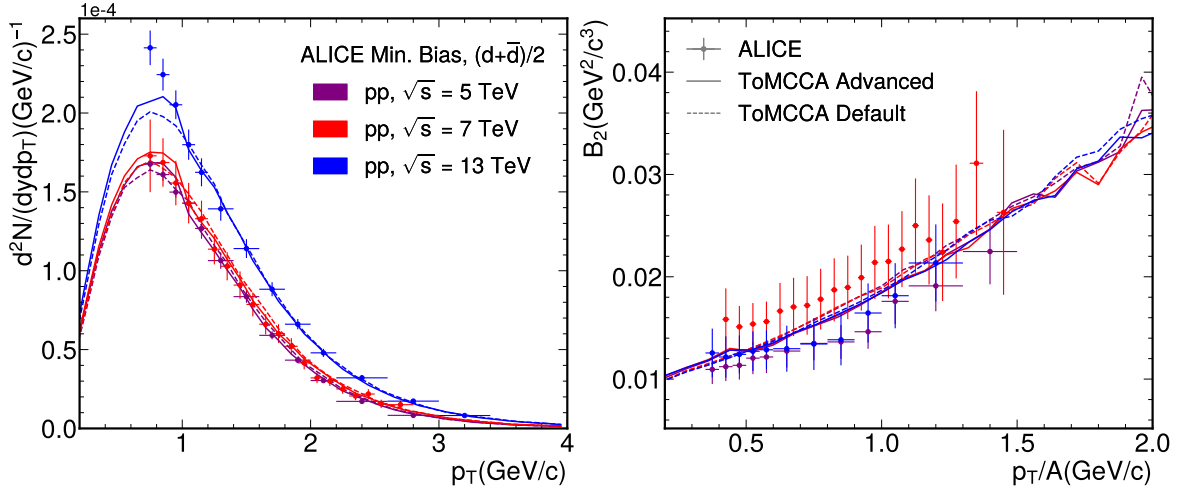 1e−4
2.5
2.0
1.5
1.0
0.5
0.0
d²N/(dydp_T)(GeV/c)⁻¹
ALICE Min. Bias, (d+d̅)/2
pp, √s = 5 TeV
pp, √s = 7 TeV
pp, √s = 13 TeV
1 2 3 4
p_T(GeV/c)
0.04
0.03
0.02
0.01
B₂(GeV²/c³)
ALICE
ToMCCA Advanced
ToMCCA Default
0.5 1.0 1.5 2.0
p_T/A(GeV/c)